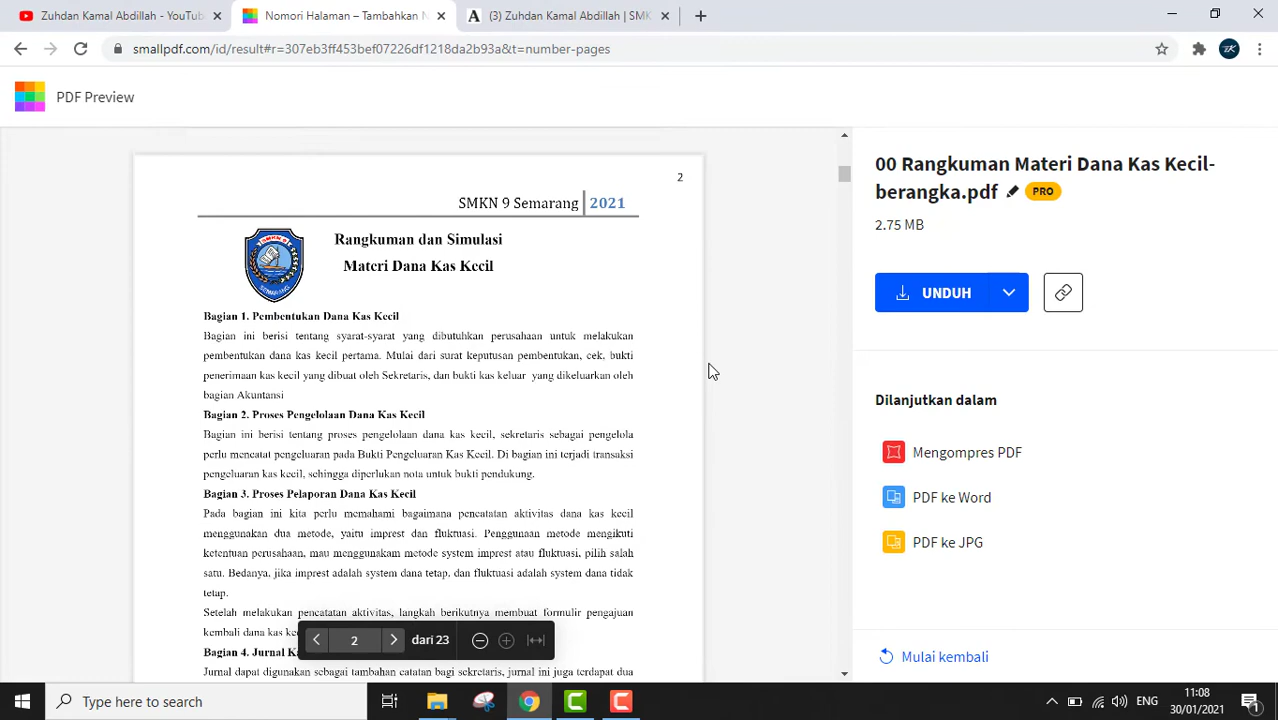 Zuhdan Kamal Abdillah - YouTub
Nomori Halaman – Tambahkan N
(3) Zuhdan Kamal Abdillah | SMK
smallpdf.com/id/result#r=307eb3ff453bef07226df1218da2b93a&t=number-pages
PDF Preview
2
SMKN 9 Semarang 2021
Rangkuman dan Simulasi
Materi Dana Kas Kecil
SEMARANG
Bagian 1. Pembentukan Dana Kas Kecil
Bagian ini berisi tentang syarat-syarat yang dibutuhkan perusahaan untuk melakukan
pembentukan dana kas kecil pertama. Mulai dari surat keputusan pembentukan, cek, bukti
penerimaan kas kecil yang dibuat oleh Sekretaris, dan bukti kas keluar yang dikeluarkan oleh
bagian Akuntansi
Bagian 2. Proses Pengelolaan Dana Kas Kecil
Bagian ini berisi tentang proses pengelolaan dana kas kecil, sekretaris sebagai pengelola
perlu mencatat pengeluaran pada Bukti Pengeluaran Kas Kecil. Di bagian ini terjadi transaksi
pengeluaran kas kecil, sehingga diperlukan nota untuk bukti pendukung.
Bagian 3. Proses Pelaporan Dana Kas Kecil
Pada bagian ini kita perlu memahami bagaimana pencatatan aktivitas dana kas kecil
menggunakan dua metode, yaitu imprest dan fluktuasi. Penggunaan metode mengikuti
ketentuan perusahaan, mau menggunakam metode system imprest atau fluktuasi, pilih salah
satu. Bedanya, jika imprest adalah system dana tetap, dan fluktuasi adalah system dana tidak
tetap.
Setelah melakukan pencatatan aktivitas, langkah berikutnya membuat formulir pengajuan
kembali dana kas ke
Bagian 4. Jurnal Ka
Jurnal dapat digunakan sebagai tambahan catatan bagi sekretaris, jurnal ini juga terdapat dua
2 dari 23
00 Rangkuman Materi Dana Kas Kecil-
berangka.pdf PRO
2.75 MB
UNDUH
Dilanjutkan dalam
Mengompres PDF
PDF ke Word
PDF ke JPG
Mulai kembali
Type here to search
ENG
11:08
30/01/2021
1